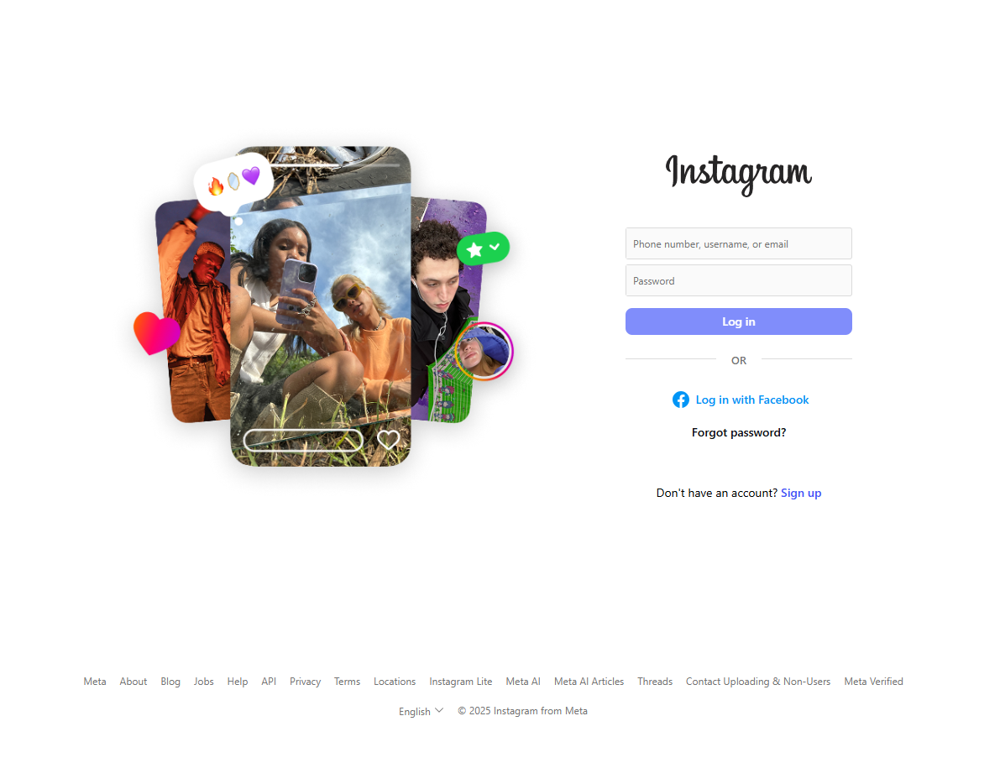 Instagram
Phone number, username, or email
Password
Log in
OR
Log in with Facebook
Forgot password?
Don't have an account? Sign up
Meta About Blog Jobs Help API Privacy Terms Locations Instagram Lite Meta AI Meta AI Articles Threads Contact Uploading & Non-Users Meta Verified
English © 2025 Instagram from Meta